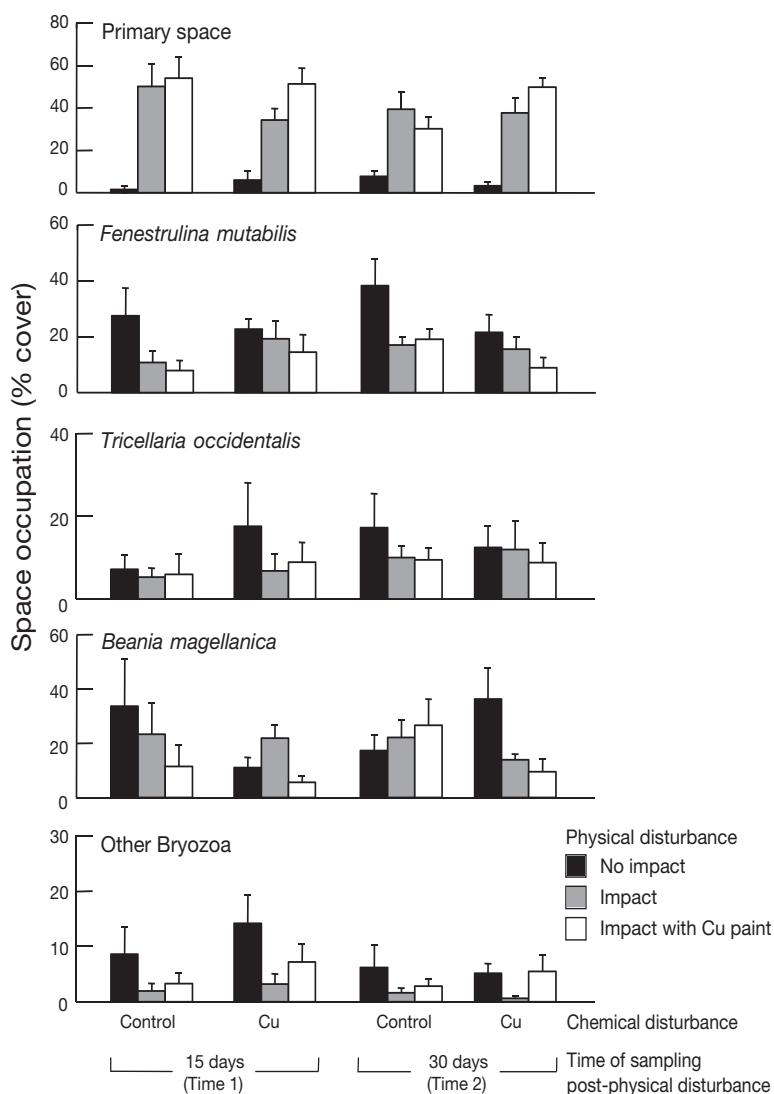 Space occupation (% cover)
80
60
40
20
0
Primary space
60
40
20
0
Fenestrulina mutabilis
40
20
0
Tricellaria occidentalis
60
40
20
0
Beania magellanica
30
20
10
0
Other Bryozoa
Physical disturbance
No impact
Impact
Impact with Cu paint
Control Cu Control Cu Chemical disturbance
15 days 30 days Time of sampling
(Time 1) (Time 2) post-physical disturbance